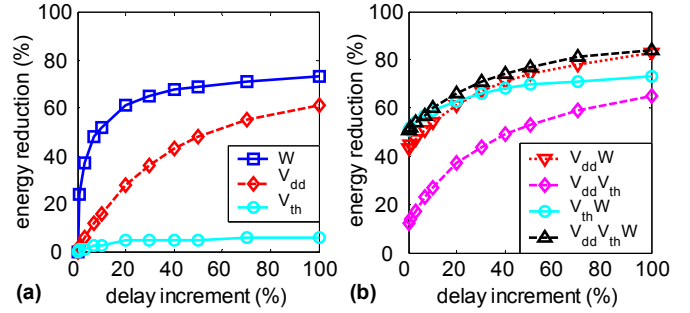 energy reduction (%)
100
80
60
40
20
0
0 20 40 60 80 100
delay increment (%)
W
Vdd
Vth
(a)
energy reduction (%)
100
80
60
40
20
0
0 20 40 60 80 100
delay increment (%)
VddW
VddVth
VthW
VddVthW
(b)